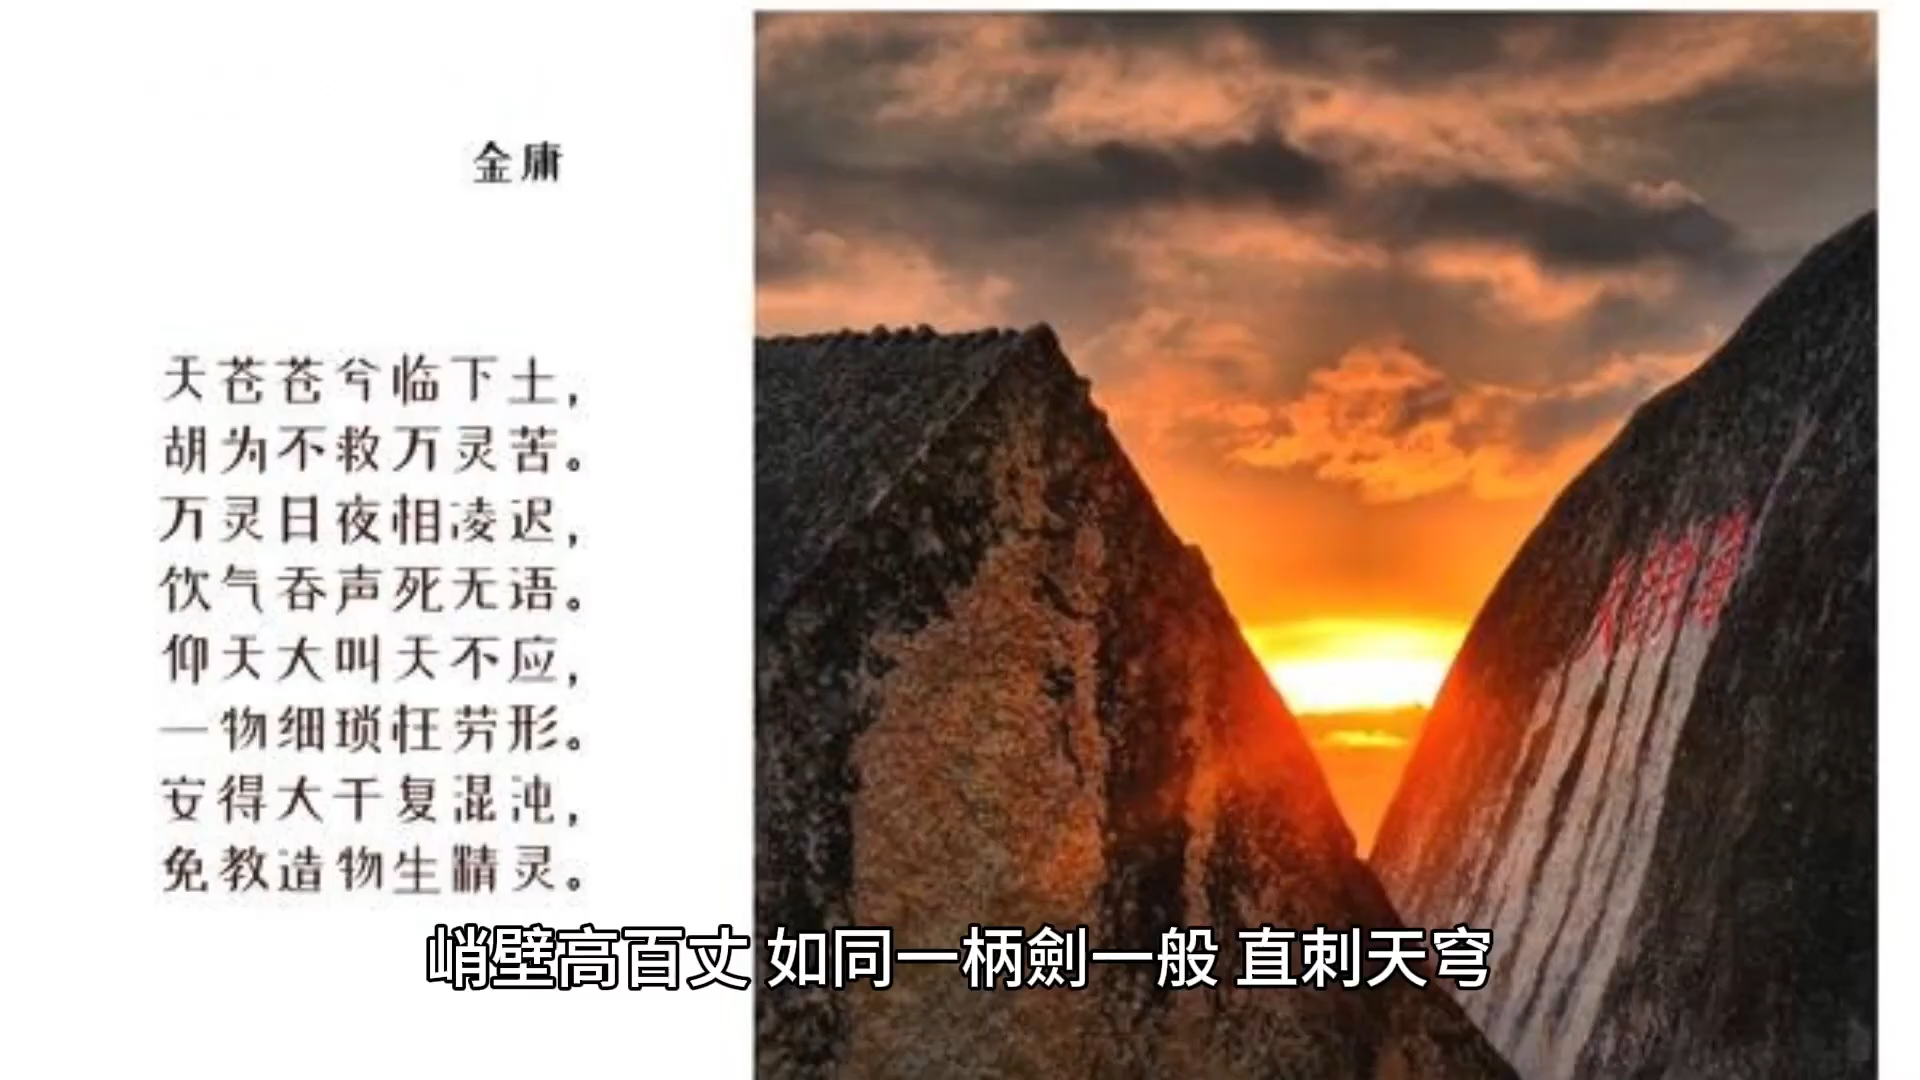 金庸
天苍苍兮临下土，
胡为不救万灵苦。
万灵日夜相凌迟，
饮气吞声死无语。
仰天大叫天不应，
一物细琐枉劳形。
安得大千复混沌，
免教造物生精灵。
峭壁高百丈 如同一柄劍一般 直刺天穹